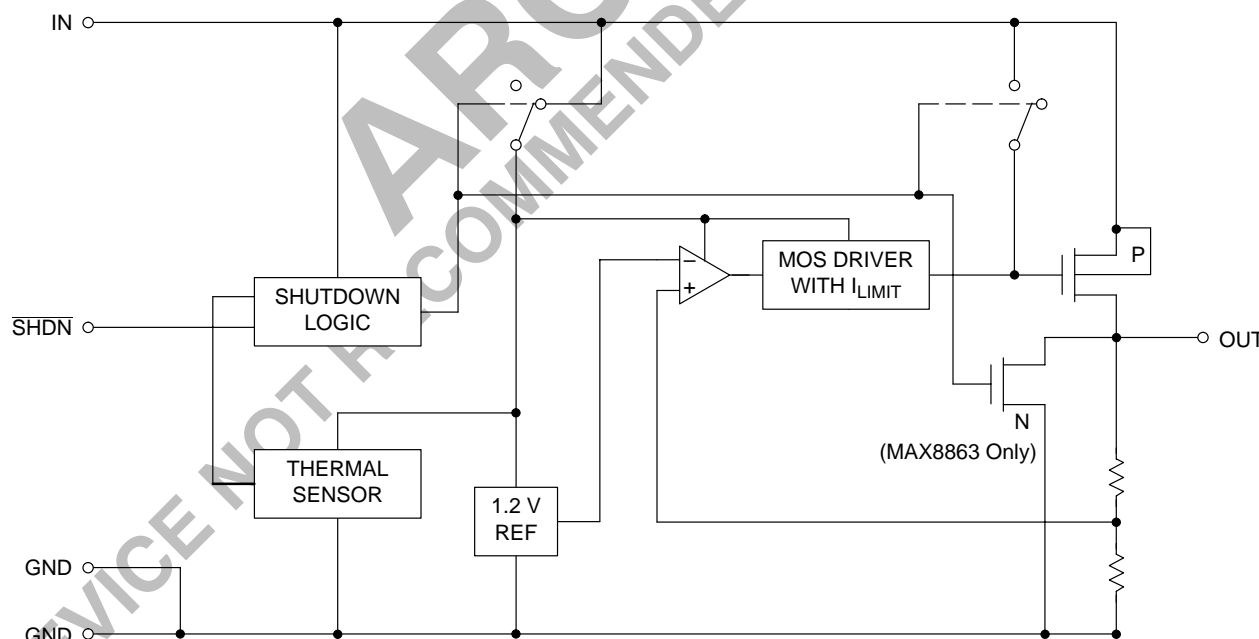 IN
SHUTDOWN
LOGIC
SHDN
THERMAL
SENSOR
1.2 V
REF
−
+
MOS DRIVER
WITH ILIMIT
P
OUT
N
(MAX8863 Only)
GND
GND